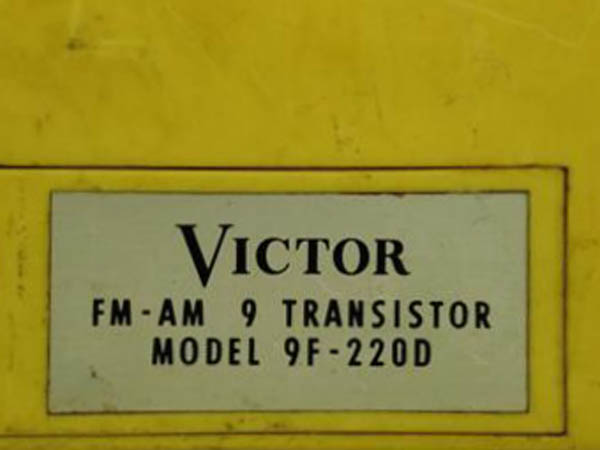 VICTOR
FM-AM 9 TRANSISTOR
MODEL 9F-220D